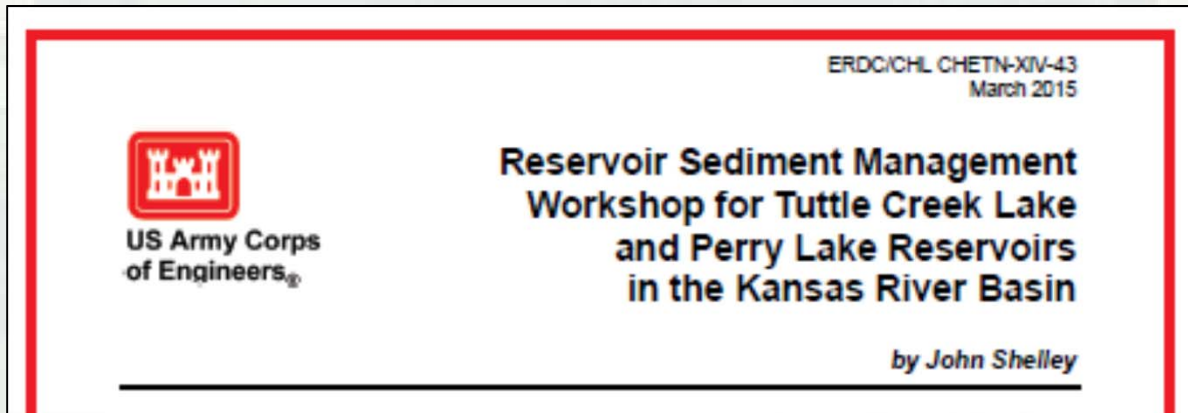 ERDC/CHL CHETN-XIV-43
March 2015
Reservoir Sediment Management
Workshop for Tuttle Creek Lake
and Perry Lake Reservoirs
in the Kansas River Basin
US Army Corps
of Engineers®
by John Shelley